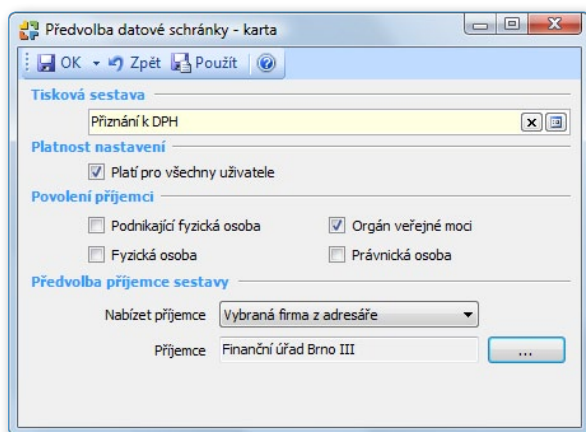 Předvolba datové schránky - karta
OK Zpět Použít
Tisková sestava
Přiznání k DPH
Platnost nastavení
Platí pro všechny uživatele
Povolení příjemci
Podnikající fyzická osoba Orgán veřejné moci
Fyzická osoba Právnická osoba
Předvolba příjemce sestavy
Nabízet příjemce Vybraná firma z adresáře
Příjemce Finanční úřad Brno III ...